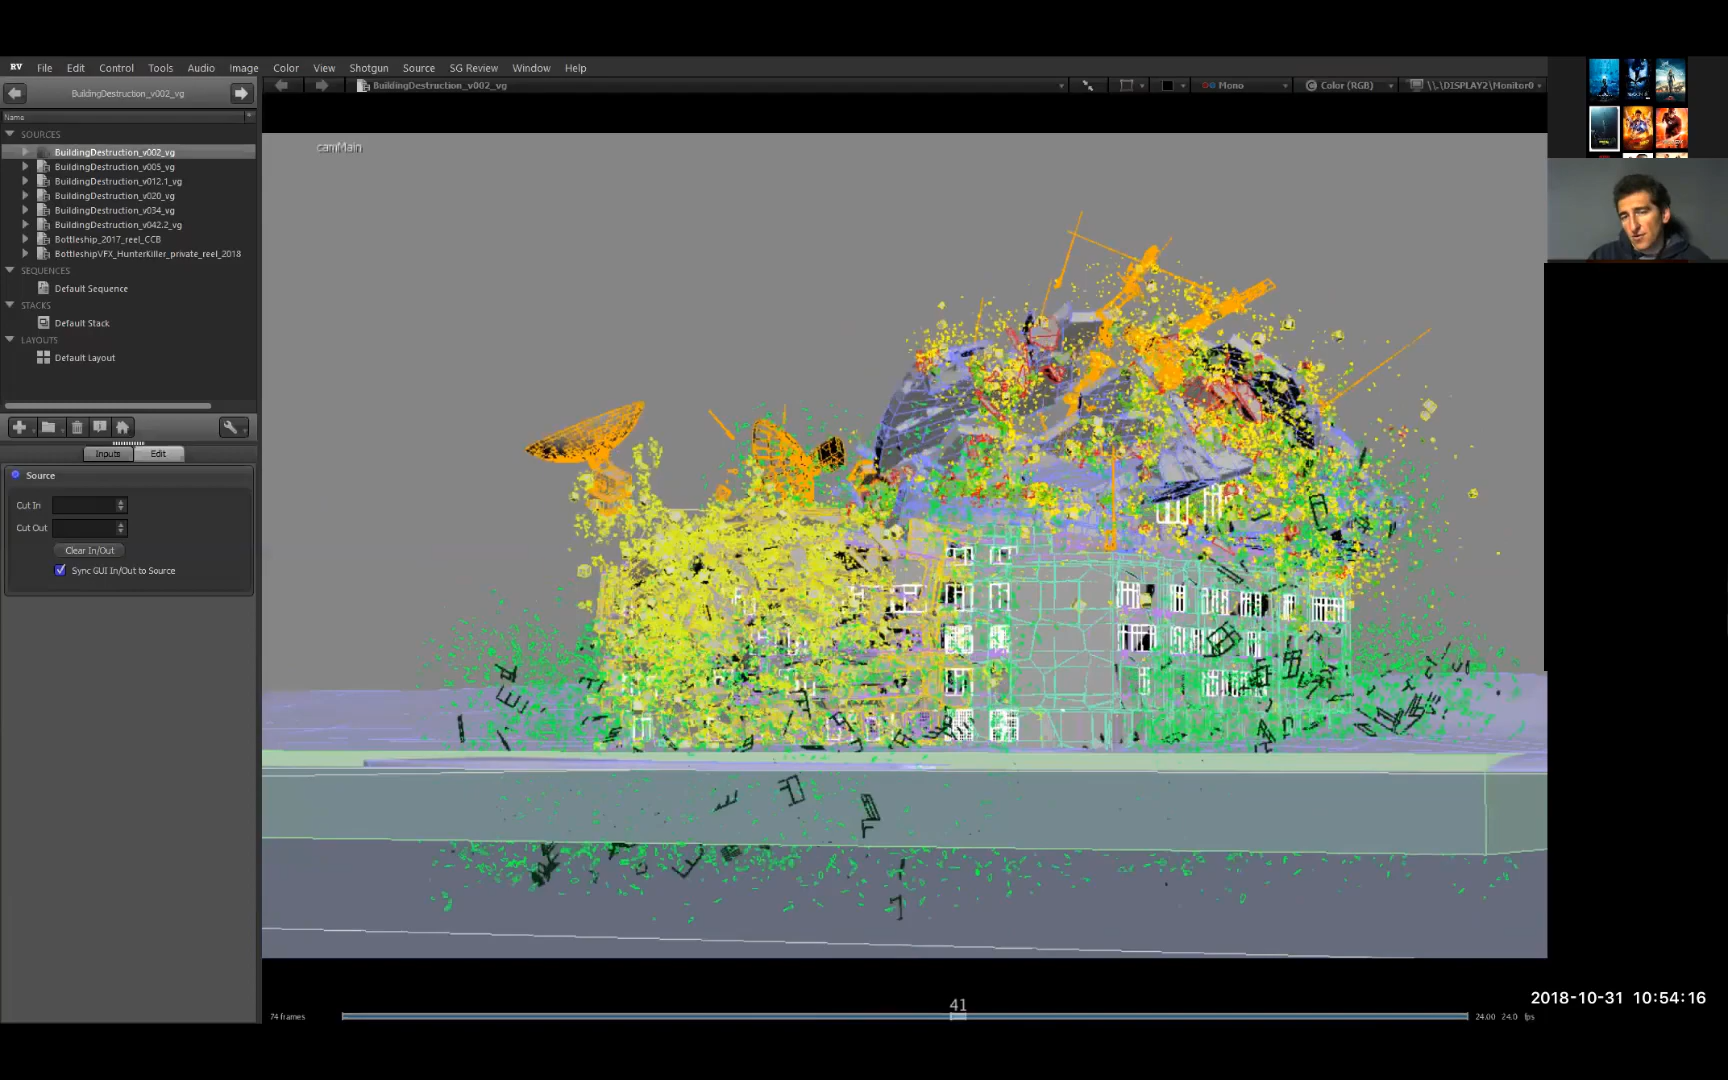 RV File Edit Control Tools Audio Image Color View Shotgun Source SG Review Window Help
BuildingDestruction_v002_vg
BuildingDestruction_v002_vg
Mono
Color (RGB)
\\.\DISPLAY2\Monitor0
Name
SOURCES
BuildingDestruction_v002_vg
BuildingDestruction_v005_vg
BuildingDestruction_v012.1_vg
BuildingDestruction_v020_vg
BuildingDestruction_v034_vg
BuildingDestruction_v042.2_vg
Bottleship_2017_reel_CCB
BottleshipVFX_HunterKiller_private_reel_2018
SEQUENCES
Default Sequence
STACKS
Default Stack
LAYOUTS
Default Layout
Inputs Edit
Source
Cut In
Cut Out
Clear In/Out
Sync GUI In/Out to Source
camMain
41
74 frames
24.00 24.0 fps
2018-10-31 10:54:16